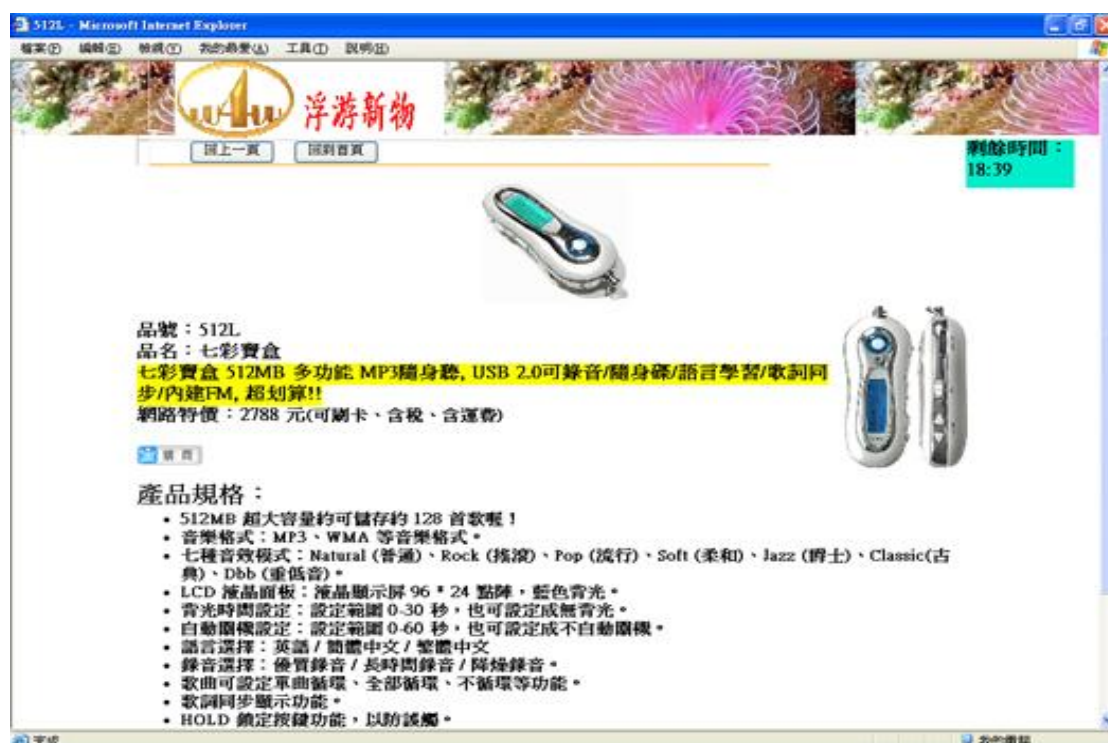 512L - Microsoft Internet Explorer
檔案(F) 編輯(E) 檢視(V) 我的最愛(A) 工具(T) 說明(H)
浮游新物
回上一頁 回到首頁
剩餘時間：
18:39
品號：512L
品名：七彩寶盒
七彩寶盒 512MB 多功能 MP3隨身聽, USB 2.0可錄音/隨身碟/語言學習/歌詞同
步/內建FM, 超划算!!
網路特價：2788 元(可刷卡、含稅、含運費)
產品規格：
• 512MB 超大容量約可儲存約 128 首歌喔！
• 音樂格式：MP3、WMA 等音樂格式。
• 七種音效模式：Natural (普通)、Rock (搖滾)、Pop (流行)、Soft (柔和)、Jazz (爵士)、Classic(古
典)、Dbb (重低音)。
• LCD 液晶面板：液晶顯示屏 96 * 24 點陣，藍色背光。
• 背光時間設定：設定範圍 0-30 秒，也可設定成無背光。
• 自動關機設定：設定範圍 0-60 秒，也可設定成不自動關機。
• 語言選擇：英語 / 簡體中文 / 繁體中文
• 錄音選擇：優質錄音 / 長時間錄音 / 降燥錄音。
• 歌曲可設定單曲循環、全部循環、不循環等功能。
• 歌詞同步顯示功能。
• HOLD 鎖定按鍵功能，以防誤觸。
完成 我的電腦